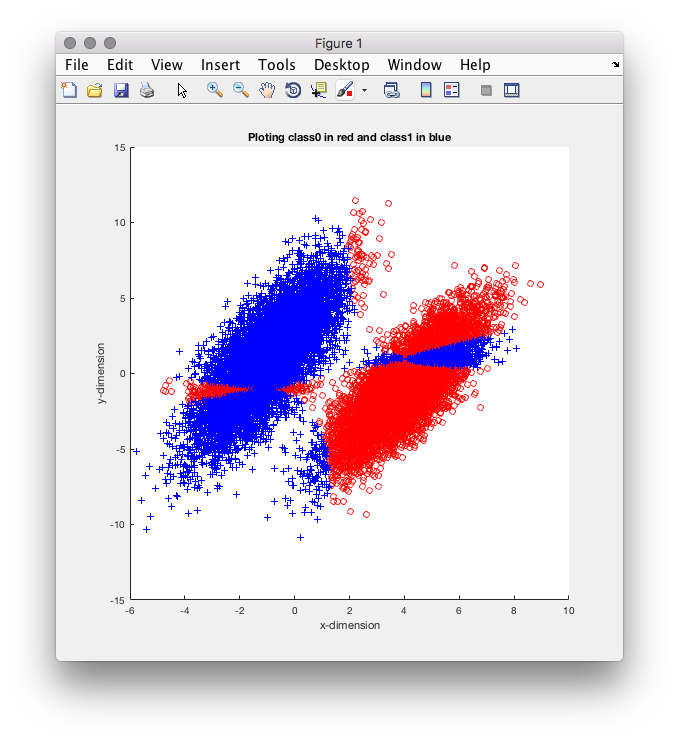 Figure 1
File Edit View Insert Tools Desktop Window Help
Ploting class0 in red and class1 in blue
15
10
5
0
-5
-10
-15
y-dimension
-6 -4 -2 0 2 4 6 8 10
x-dimension